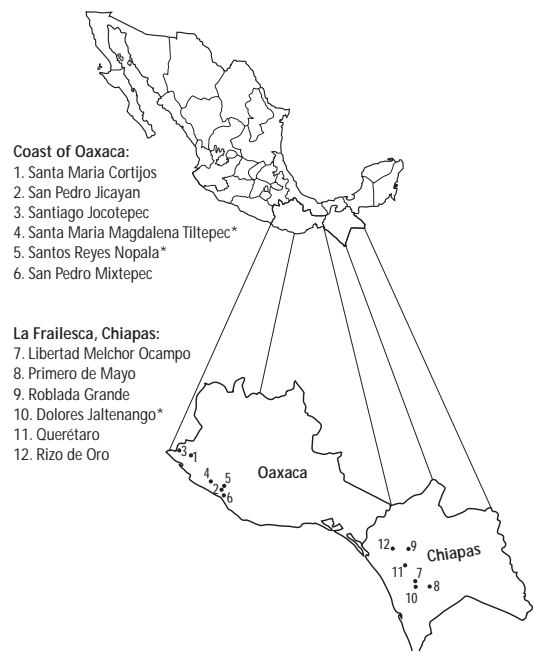 Coast of Oaxaca:
1. Santa Maria Cortijos
2. San Pedro Jicayan
3. Santiago Jocotepec
4. Santa Maria Magdalena Tiltepec*
5. Santos Reyes Nopala*
6. San Pedro Mixtepec
La Frailesca, Chiapas:
7. Libertad Melchor Ocampo
8. Primero de Mayo
9. Roblada Grande
10. Dolores Jaltenango*
11. Querétaro
12. Rizo de Oro
3
1
4
5
2
6
Oaxaca
12
9
Chiapas
11
7
10
8